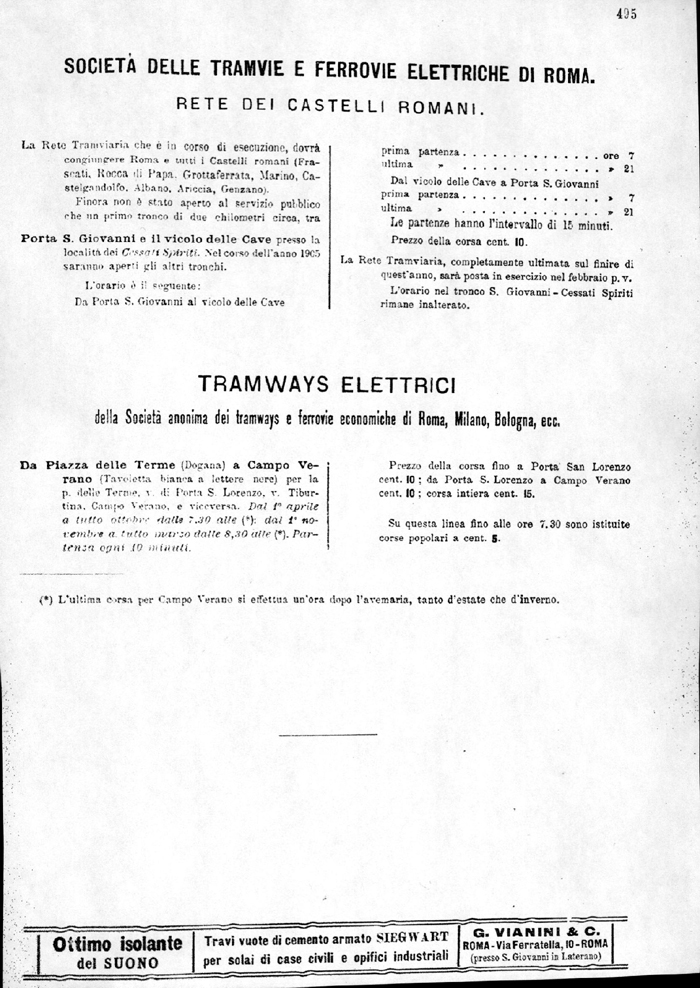 495
SOCIETÀ DELLE TRAMVIE E FERROVIE ELETTRICHE DI ROMA.
RETE DEI CASTELLI ROMANI.
La Rete Tramviaria che è in corso di esecuzione, dovrà
congiungere Roma e tutti i Castelli romani (Fra-
scati, Rocca di Papa, Grottaferrata, Marino, Ca-
stelgandolfo, Albano, Ariccia, Genzano).
Finora non è stato aperto al servizio pubblico
che un primo tronco di due chilometri circa, tra
Porta S. Giovanni e il vicolo delle Cave presso la
località dei Cessati Spiriti. Nel corso dell'anno 1905
saranno aperti gli altri tronchi.
L'orario è il seguente:
Da Porta S. Giovanni al vicolo delle Cave
prima partenza . . . . . . . . . . . . . . ore 7
ultima » . . . . . . . . . . . . . . » 21
Dal vicolo delle Cave a Porta S. Giovanni
prima partenza . . . . . . . . . . . . . . » 7
ultima » . . . . . . . . . . . . . . » 21
Le partenze hanno l'intervallo di 15 minuti.
Prezzo della corsa cent. 10.
La Rete Tramviaria, completamente ultimata sul finire di
quest'anno, sarà posta in esercizio nel febbraio p. v.
L'orario nel tronco S. Giovanni - Cessati Spiriti
rimane inalterato.
TRAMWAYS ELETTRICI
della Società anonima dei tramways e ferrovie economiche di Roma, Milano, Bologna, ecc.
Da Piazza delle Terme (Dogana) a Campo Ve-
rano (Tavoletta bianca a lettere nere) per la
p. delle Terme, v. di Porta S. Lorenzo, v. Tibur-
tina, Campo Verano, e viceversa. Dal 1º aprile
a tutto ottobre dalle 7.30 alle (*): dal 1º no-
vembre a tutto marzo dalle 8,30 alle (*). Par-
tenza ogni 10 minuti.
Prezzo della corsa fino a Porta San Lorenzo
cent. 10; da Porta S. Lorenzo a Campo Verano
cent. 10; corsa intiera cent. 15.
Su questa linea fino alle ore 7.30 sono istituite
corse popolari a cent. 5.
(*) L'ultima corsa per Campo Verano si effettua un'ora dopo l'avemaria, tanto d'estate che d'inverno.
Ottimo isolante
del SUONO
Travi vuote di cemento armato SIEGWART
per solai di case civili e opifici industriali
G. VIANINI & C.
ROMA - Via Ferratella, 10 - ROMA
(presso S. Giovanni in Laterano)